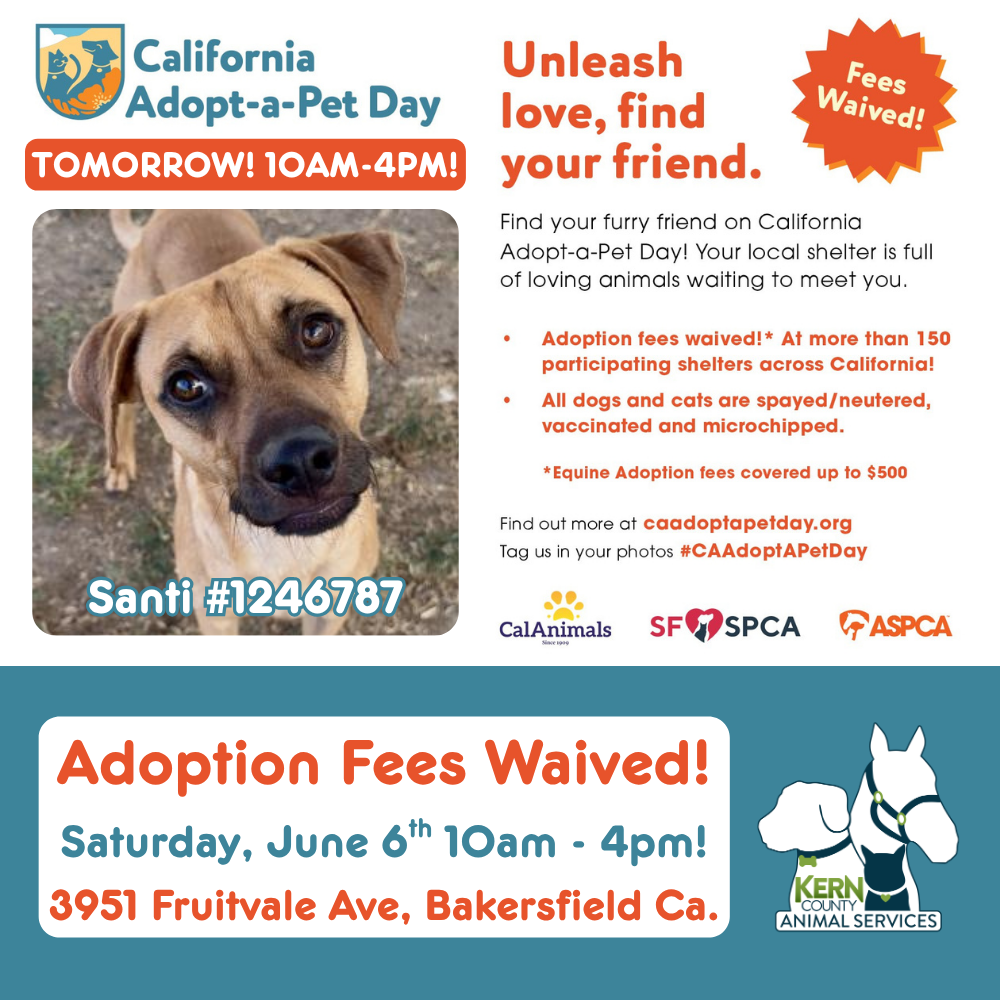 California
Adopt-a-Pet Day
TOMORROW! 10AM-4PM!
Santi #1246787
Unleash
love, find
your friend.
Fees
Waived!
Find your furry friend on California
Adopt-a-Pet Day! Your local shelter is full
of loving animals waiting to meet you.
• Adoption fees waived!* At more than 150
participating shelters across California!
• All dogs and cats are spayed/neutered,
vaccinated and microchipped.
*Equine Adoption fees covered up to $500
Find out more at caadoptapetday.org
Tag us in your photos #CAAdoptAPetDay
CalAnimals
Since 1909
SF SPCA
ASPCA
Adoption Fees Waived!
Saturday, June 6th 10am - 4pm!
3951 Fruitvale Ave, Bakersfield Ca.
KERN
COUNTY
ANIMAL SERVICES